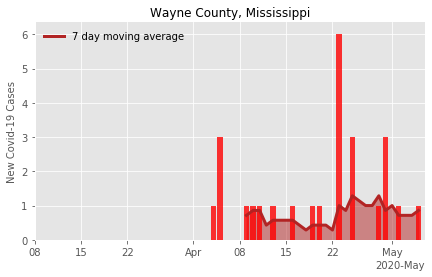 Wayne County, Mississippi
7 day moving average
New Covid-19 Cases
6
5
4
3
2
1
0
08 15 22 Apr 08 15 22 May
2020-May